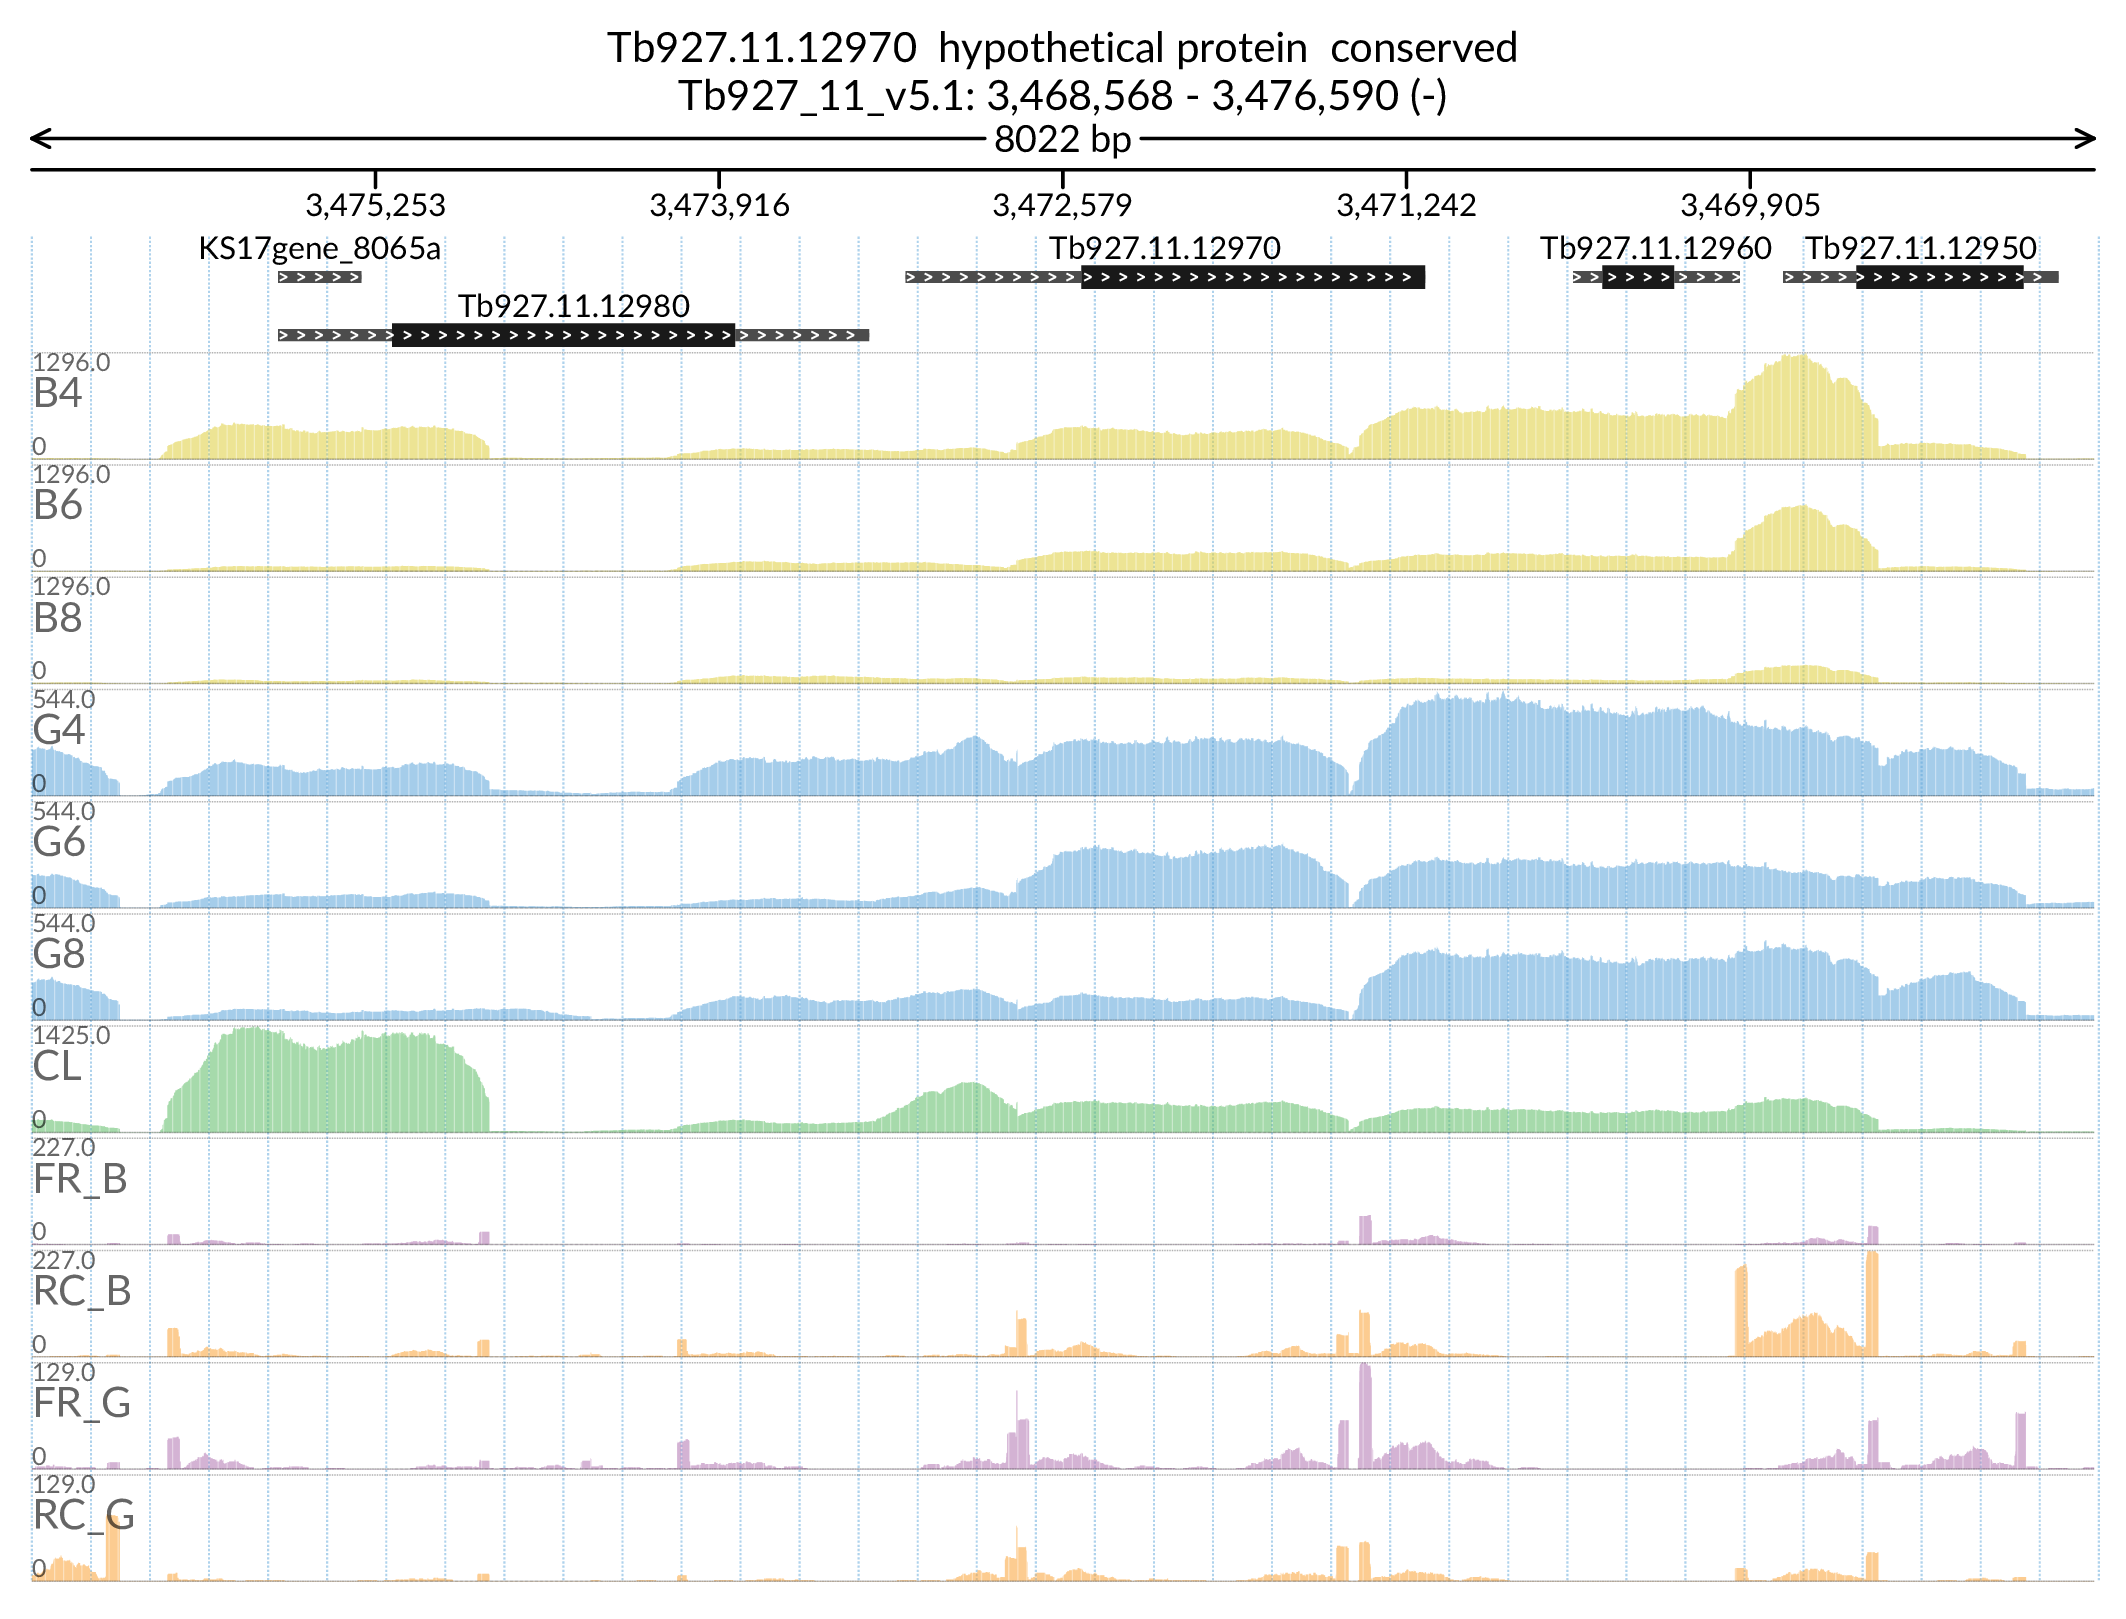 Tb927.11.12970 hypothetical protein conserved
Tb927_11_v5.1: 3,468,568 - 3,476,590 (-)
8022 bp
3,475,253 3,473,916 3,472,579 3,471,242 3,469,905
KS17gene_8065a Tb927.11.12970 Tb927.11.12960 Tb927.11.12950
Tb927.11.12980
1296.0
B4
0
1296.0
B6
0
1296.0
B8
0
544.0
G4
0
544.0
G6
0
544.0
G8
0
1425.0
CL
0
227.0
FR_B
0
227.0
RC_B
0
129.0
FR_G
0
129.0
RC_G
0